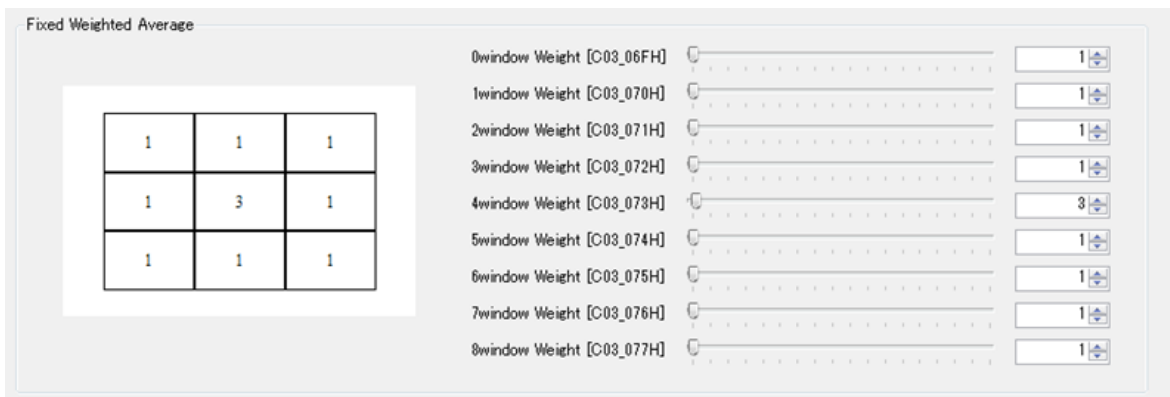 Fixed Weighted Average
0window Weight [C03_06FH] 1
1window Weight [C03_070H] 1
2window Weight [C03_071H] 1
3window Weight [C03_072H] 1
4window Weight [C03_073H] 3
5window Weight [C03_074H] 1
6window Weight [C03_075H] 1
7window Weight [C03_076H] 1
8window Weight [C03_077H] 1
1 1 1
1 3 1
1 1 1